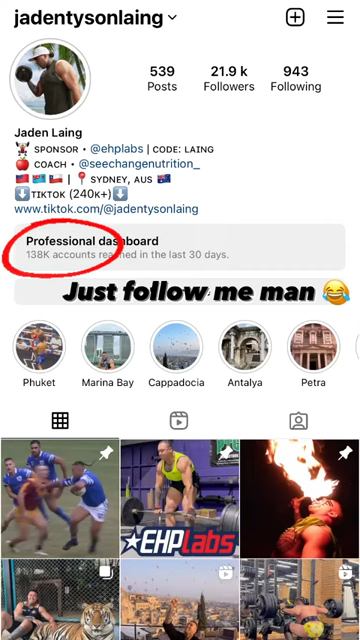 jadentysonlaing
539
21.9 k
943
Posts
Followers
Following
Jaden Laing
SPONSOR • @ehplabs | CODE: LAING
COACH • @seechangenutrition_
| SYDNEY, AUS
TIKTOK (240K+)
www.tiktok.com/@jadentysonlaing
Professional dashboard
138K accounts reached in the last 30 days.
Just follow me man 😂
Phuket
Marina Bay
Cappadocia
Antalya
Petra
EHPLabs